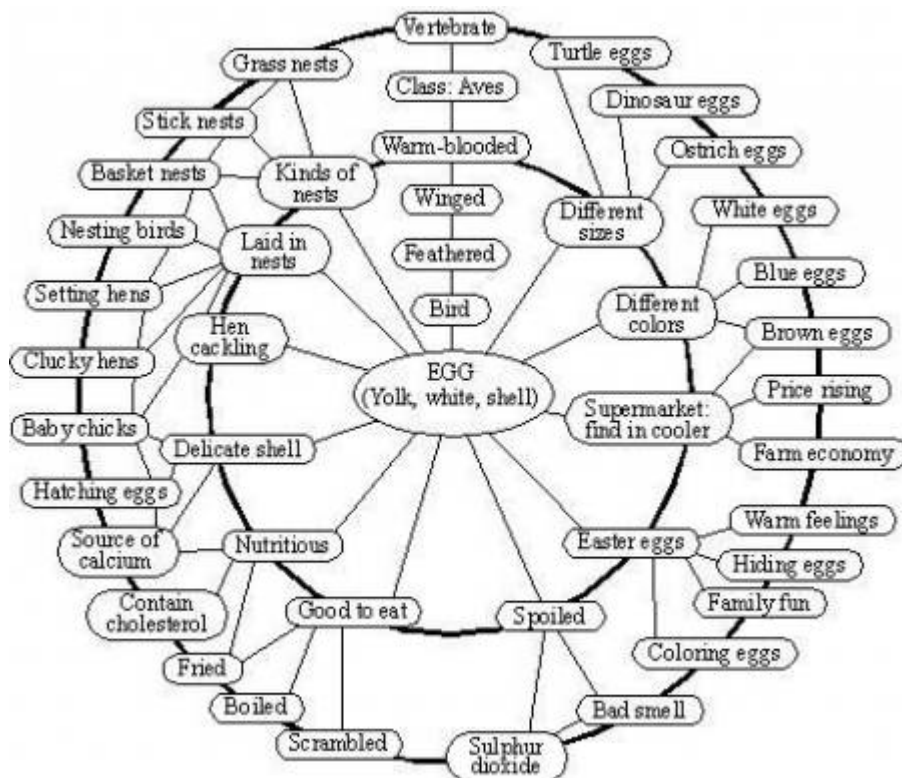 Vertebrate
Grass nests
Turtle eggs
Class: Aves
Dinosaur eggs
Stick nests
Warm-blooded
Ostrich eggs
Basket nests
Kinds of
nests
Winged
Different
sizes
White eggs
Nesting birds
Laid in
nests
Feathered
Blue eggs
Setting hens
Bird
Different
colors
Hen
cackling
Brown eggs
Clucky hens
EGG
(Yolk, white, shell)
Price rising
Supermarket:
find in cooler
Baby chicks
Delicate shell
Farm economy
Hatching eggs
Warm feelings
Source of
calcium
Nutritious
Easter eggs
Hiding eggs
Contain
cholesterol
Good to eat
Spoiled
Family fun
Coloring eggs
Fried
Boiled
Bad smell
Scrambled
Sulphur
dioxide